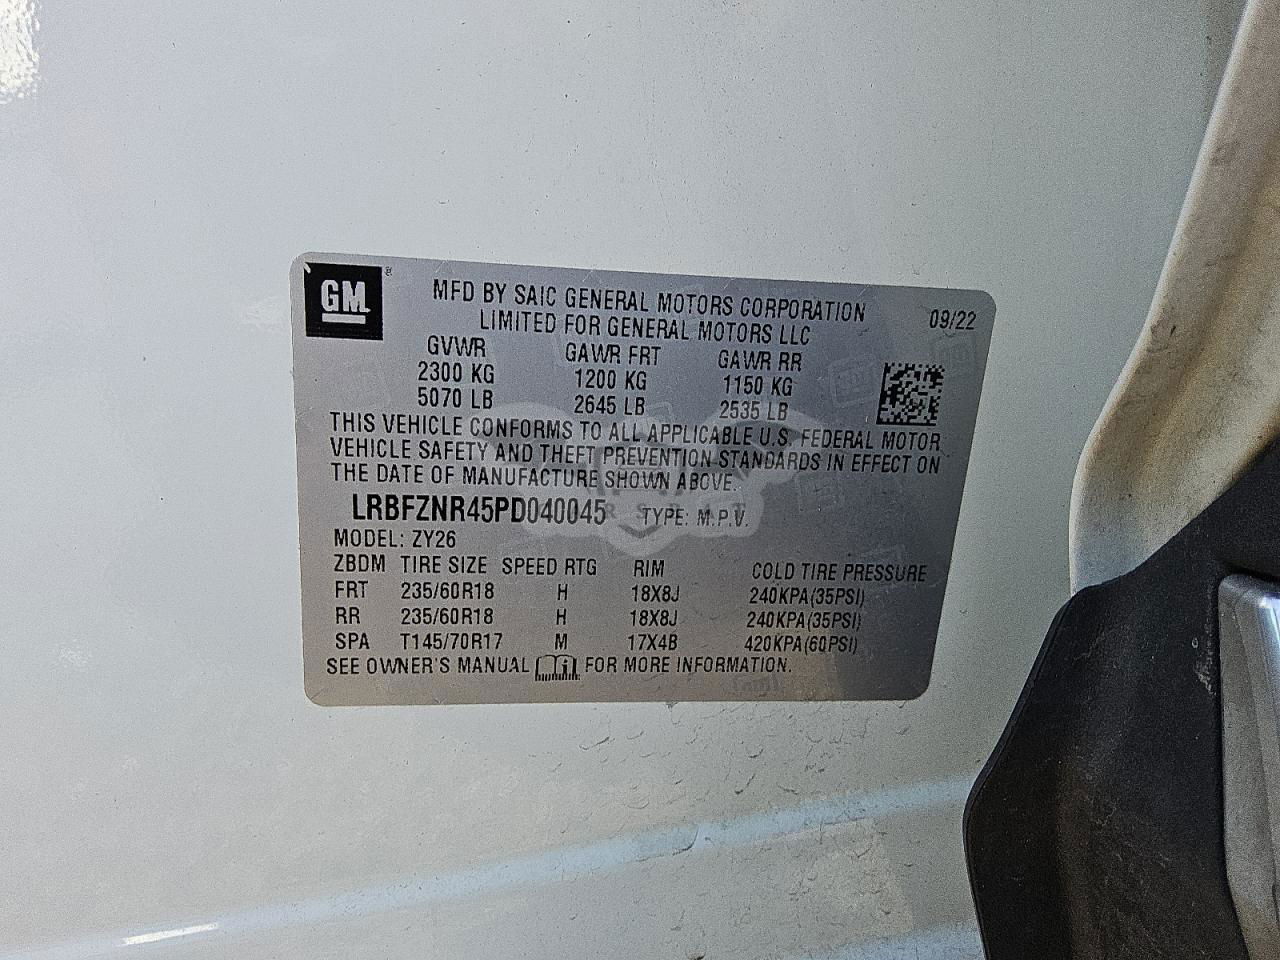 GM ®
MFD BY SAIC GENERAL MOTORS CORPORATION
LIMITED FOR GENERAL MOTORS LLC
09/22
GVWR GAWR FRT GAWR RR
2300 KG 1200 KG 1150 KG
5070 LB 2645 LB 2535 LB
THIS VEHICLE CONFORMS TO ALL APPLICABLE U.S. FEDERAL MOTOR
VEHICLE SAFETY AND THEFT PREVENTION STANDARDS IN EFFECT ON
THE DATE OF MANUFACTURE SHOWN ABOVE.
LRBFZNR45PD040045 TYPE: M.P.V.
MODEL: ZY26
ZBDM TIRE SIZE SPEED RTG RIM COLD TIRE PRESSURE
FRT 235/60R18 H 18X8J 240KPA(35PSI)
RR 235/60R18 H 18X8J 240KPA(35PSI)
SPA T145/70R17 M 17X4B 420KPA(60PSI)
SEE OWNER'S MANUAL FOR MORE INFORMATION.